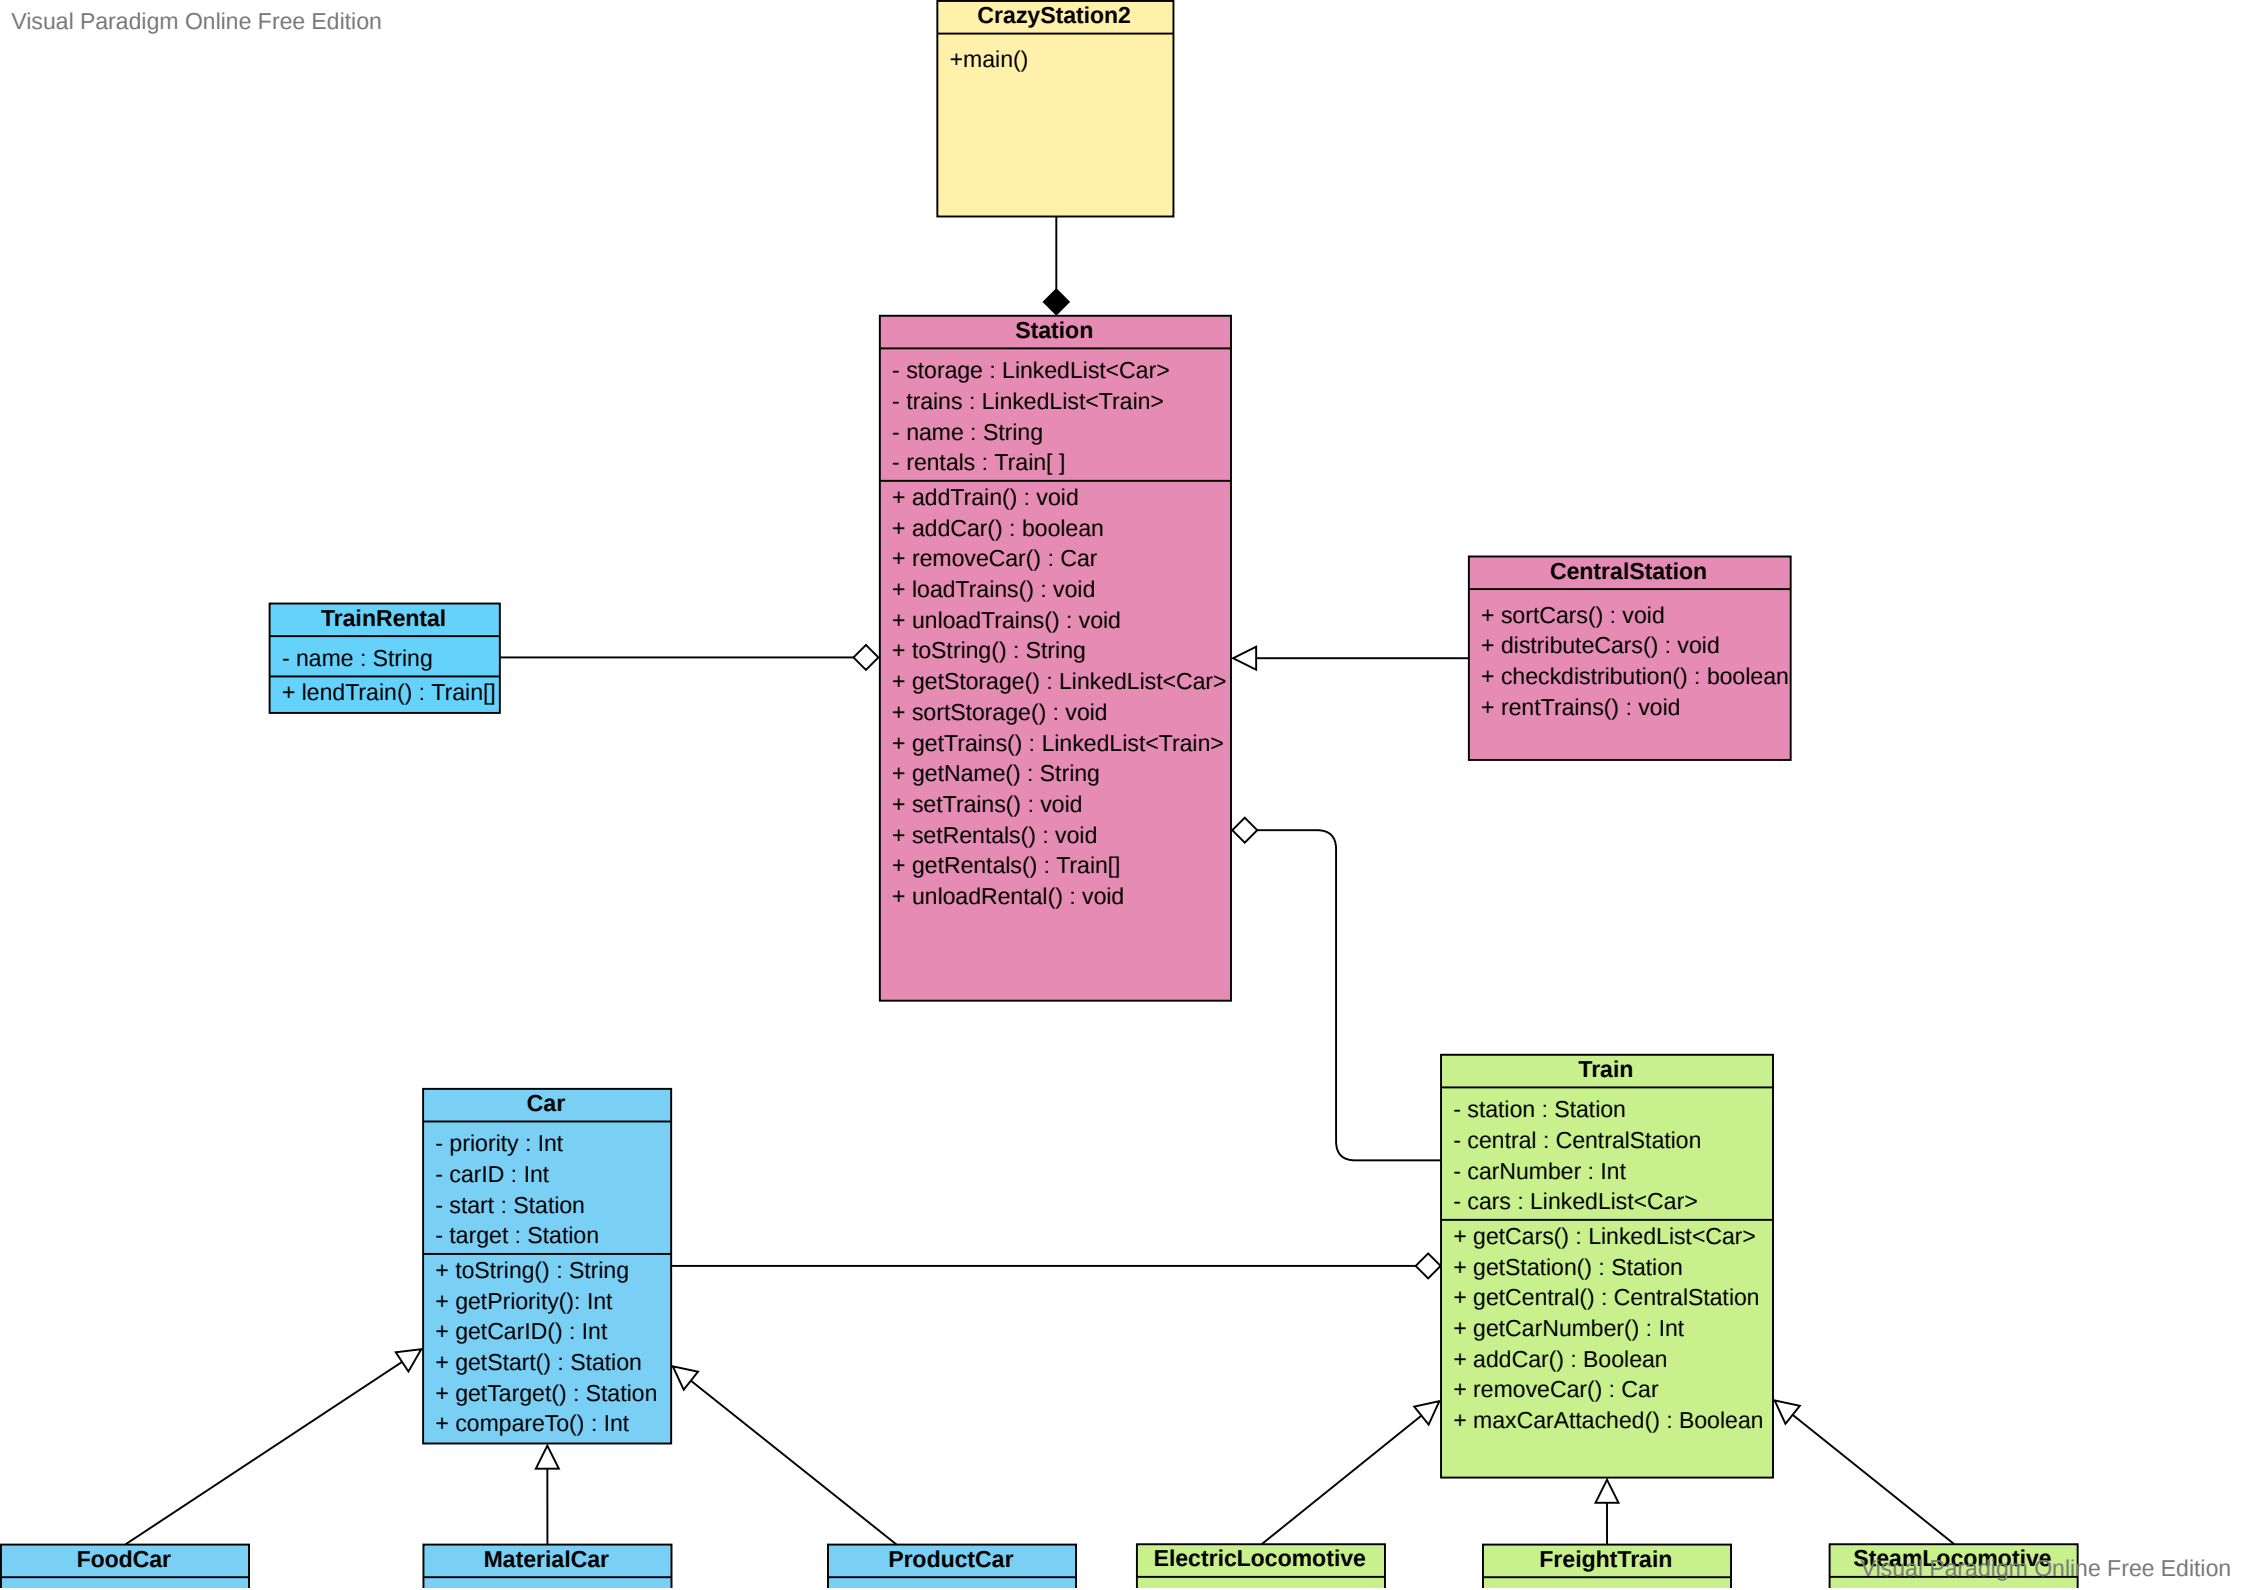 Visual Paradigm Online Free Edition
CrazyStation2
+main()
Station
- storage : LinkedList<Car>
- trains : LinkedList<Train>
- name : String
- rentals : Train[ ]
+ addTrain() : void
+ addCar() : boolean
+ removeCar() : Car
+ loadTrains() : void
+ unloadTrains() : void
+ toString() : String
+ getStorage() : LinkedList<Car>
+ sortStorage() : void
+ getTrains() : LinkedList<Train>
+ getName() : String
+ setTrains() : void
+ setRentals() : void
+ getRentals() : Train[]
+ unloadRental() : void
CentralStation
+ sortCars() : void
+ distributeCars() : void
+ checkdistribution() : boolean
+ rentTrains() : void
TrainRental
- name : String
+ lendTrain() : Train[]
Car
- priority : Int
- carID : Int
- start : Station
- target : Station
+ toString() : String
+ getPriority(): Int
+ getCarID() : Int
+ getStart() : Station
+ getTarget() : Station
+ compareTo() : Int
Train
- station : Station
- central : CentralStation
- carNumber : Int
- cars : LinkedList<Car>
+ getCars() : LinkedList<Car>
+ getStation() : Station
+ getCentral() : CentralStation
+ getCarNumber() : Int
+ addCar() : Boolean
+ removeCar() : Car
+ maxCarAttached() : Boolean
FoodCar
MaterialCar
ProductCar
ElectricLocomotive
FreightTrain
SteamLocomotive
Visual Paradigm Online Free Edition